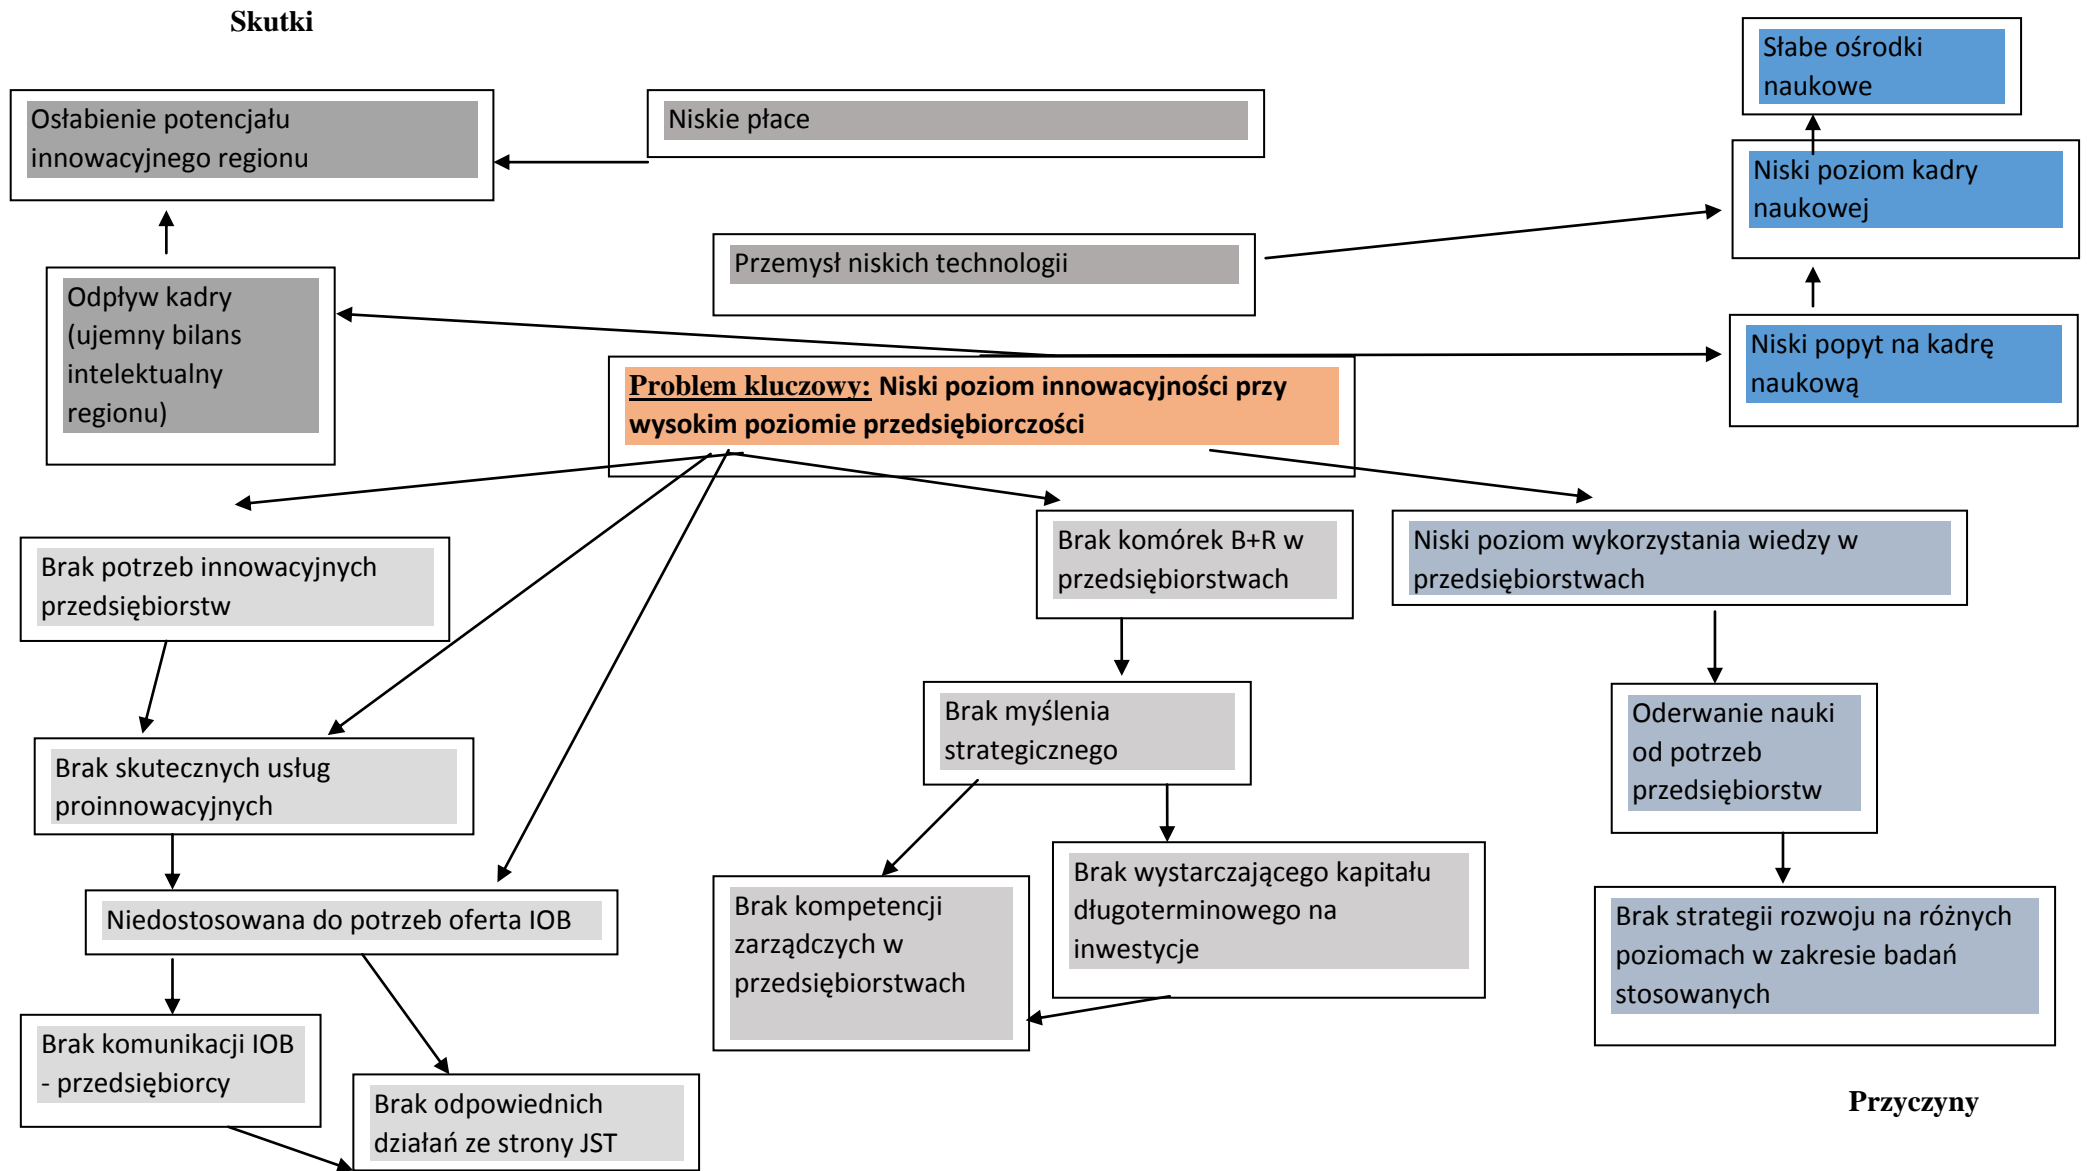 Skutki
Słabe ośrodki
naukowe
Osłabienie potencjału
innowacyjnego regionu
Niskie płace
Niski poziom kadry
naukowej
Przemysł niskich technologii
Odpływ kadry
(ujemny bilans
intelektualny
regionu)
Niski popyt na kadrę
naukową
Problem kluczowy: Niski poziom innowacyjności przy
wysokim poziomie przedsiębiorczości
Brak potrzeb innowacyjnych
przedsiębiorstw
Brak komórek B+R w
przedsiębiorstwach
Niski poziom wykorzystania wiedzy w
przedsiębiorstwach
Brak skutecznych usług
proinnowacyjnych
Brak myślenia
strategicznego
Oderwanie nauki
od potrzeb
przedsiębiorstw
Niedostosowana do potrzeb oferta IOB
Brak kompetencji
zarządczych w
przedsiębiorstwach
Brak wystarczającego kapitału
długoterminowego na
inwestycje
Brak strategii rozwoju na różnych
poziomach w zakresie badań
stosowanych
Brak komunikacji IOB
- przedsiębiorcy
Brak odpowiednich
działań ze strony JST
Przyczyny